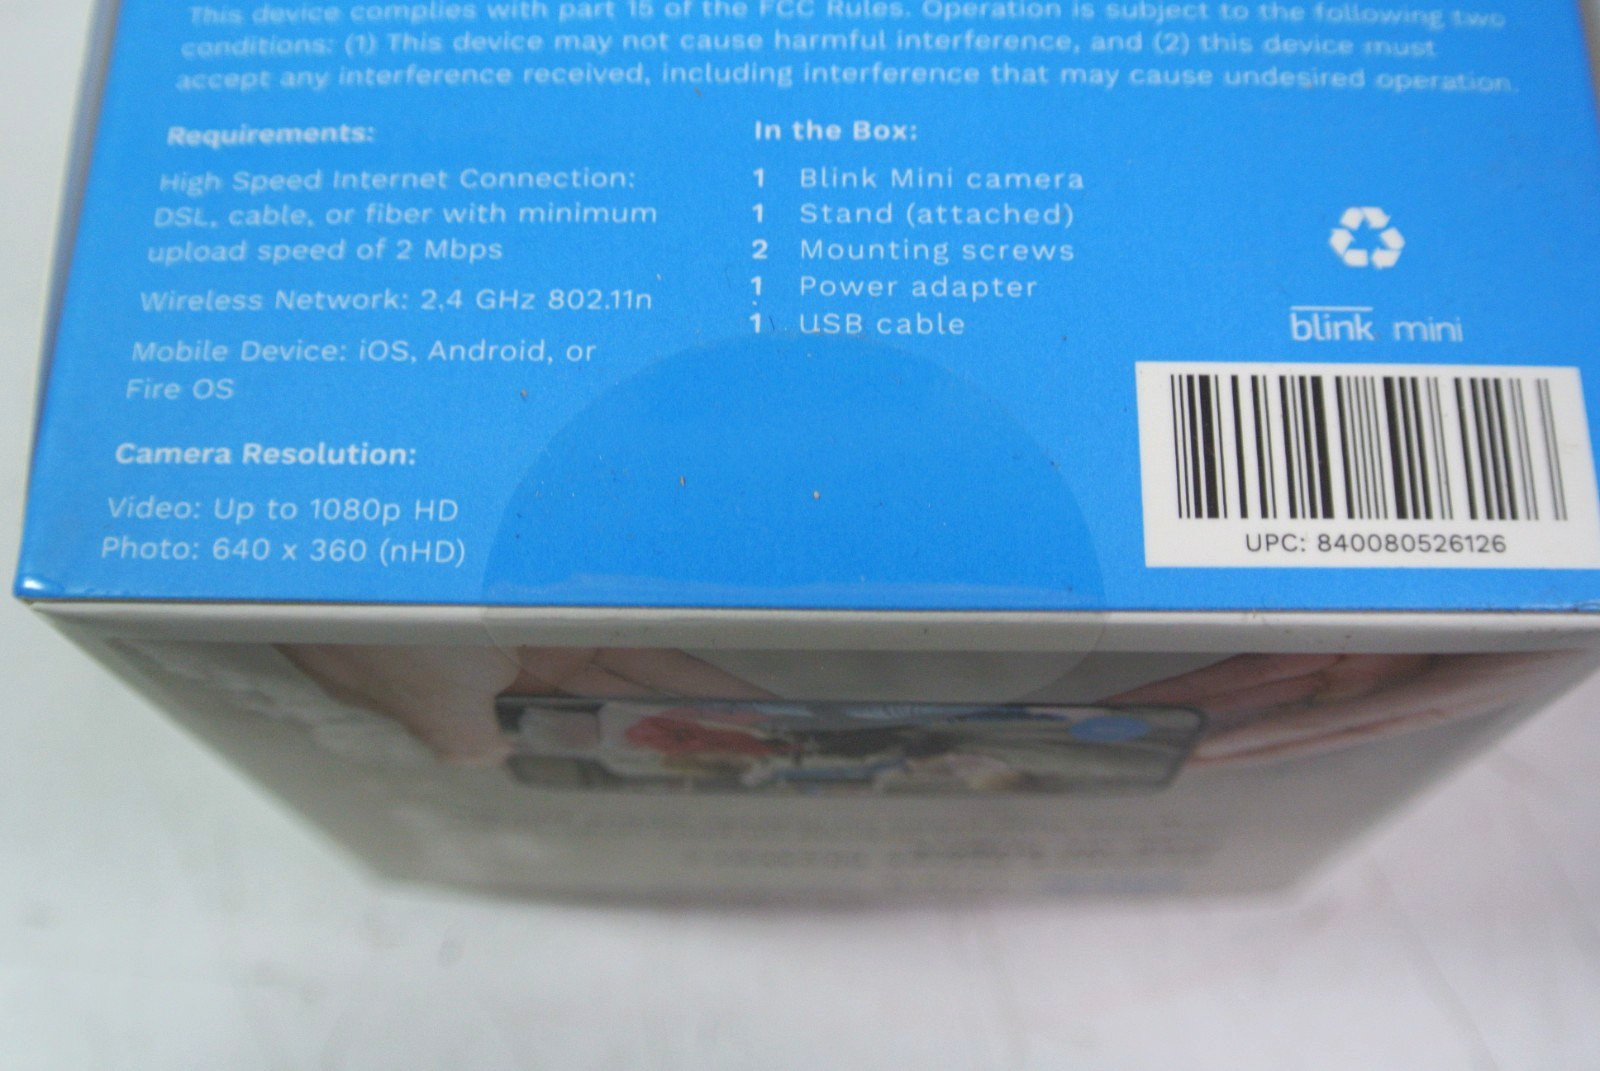 This device complies with part 15 of the FCC Rules. Operation is subject to the following two
conditions: (1) This device may not cause harmful interference, and (2) this device must
accept any interference received, including interference that may cause undesired operation.
Requirements:
High Speed Internet Connection:
DSL, cable, or fiber with minimum
upload speed of 2 Mbps
Wireless Network: 2.4 GHz 802.11n
Mobile Device: iOS, Android, or
Fire OS
Camera Resolution:
Video: Up to 1080p HD
Photo: 640 x 360 (nHD)
In the Box:
1 Blink Mini camera
1 Stand (attached)
2 Mounting screws
1 Power adapter
1 USB cable
blink mini
UPC: 840080526126